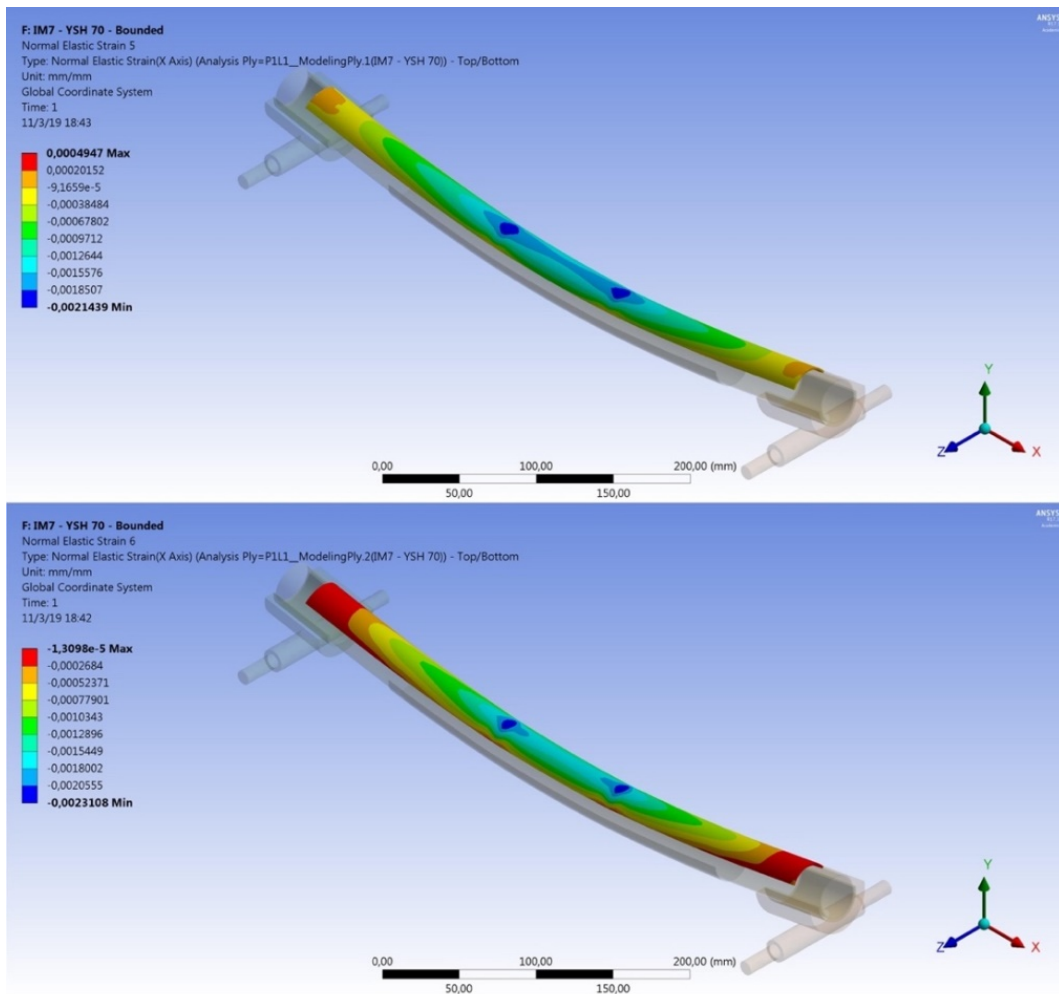 F: IM7 - YSH 70 - Bounded
Normal Elastic Strain 5
Type: Normal Elastic Strain(X Axis) (Analysis Ply=P1L1__ModelingPly.1(IM7 - YSH 70)) - Top/Bottom
Unit: mm/mm
Global Coordinate System
Time: 1
11/3/19 18:43
0,0004947 Max
0,00020152
-9,1659e-5
-0,00038484
-0,00067802
-0,0009712
-0,0012644
-0,0015576
-0,0018507
-0,0021439 Min
ANSYS
Y
Z
X
0,00 100,00 200,00 (mm)
50,00 150,00
F: IM7 - YSH 70 - Bounded
Normal Elastic Strain 6
Type: Normal Elastic Strain(X Axis) (Analysis Ply=P1L1__ModelingPly.2(IM7 - YSH 70)) - Top/Bottom
Unit: mm/mm
Global Coordinate System
Time: 1
11/3/19 18:42
-1,3098e-5 Max
-0,0002684
-0,00052371
-0,00077901
-0,0010343
-0,0012896
-0,0015449
-0,0018002
-0,0020555
-0,0023108 Min
ANSYS
Y
Z
X
0,00 100,00 200,00 (mm)
50,00 150,00